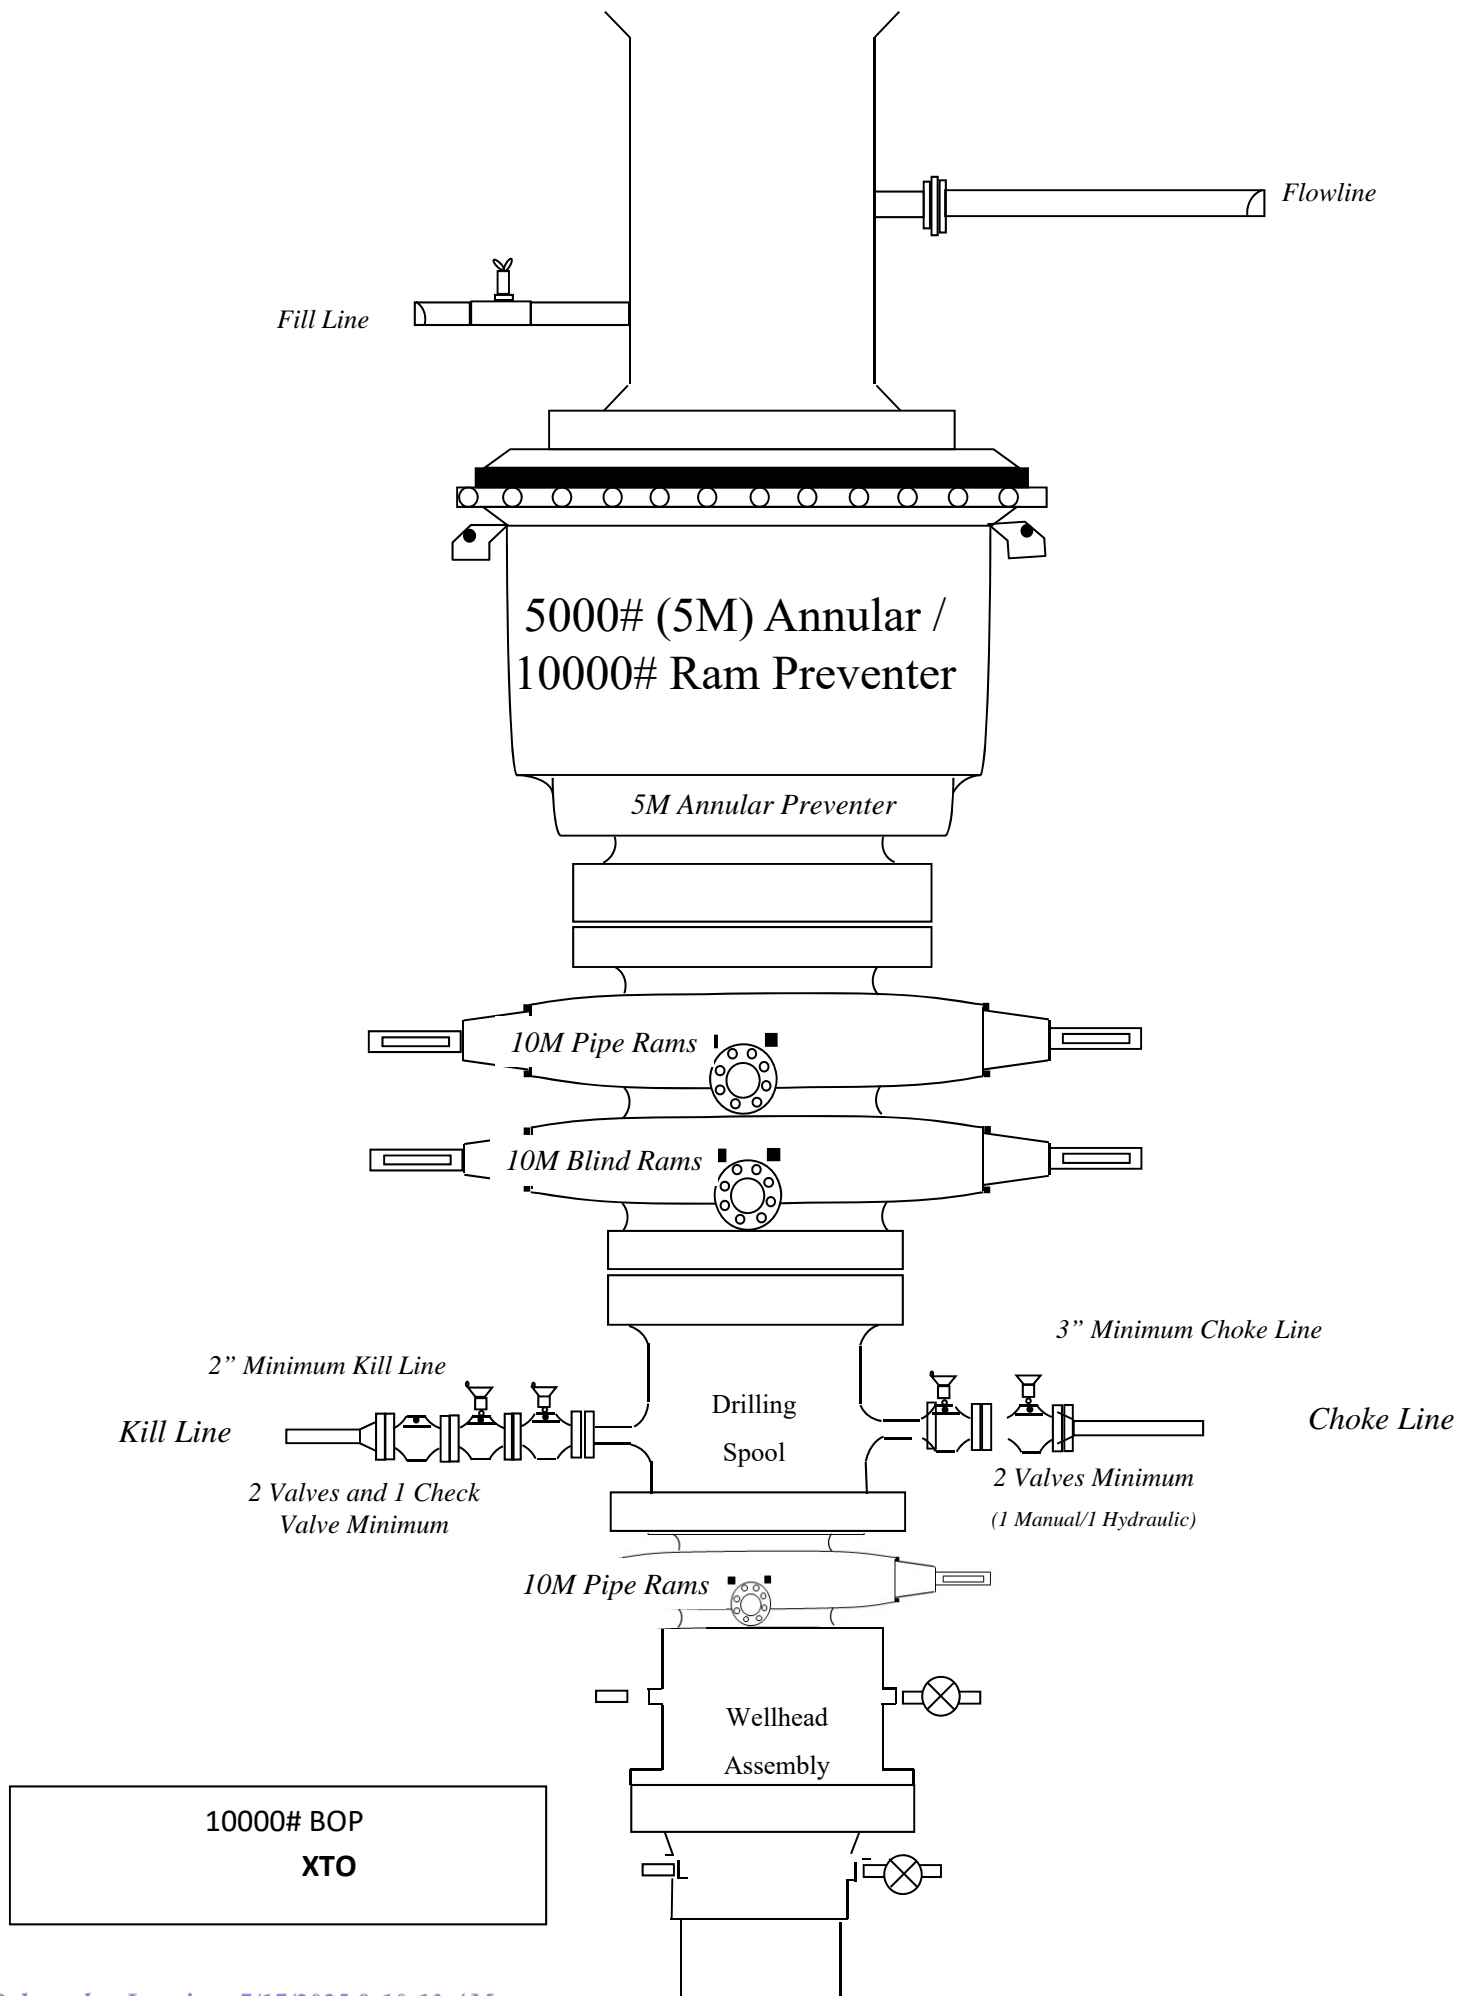 Flowline
Fill Line
5000# (5M) Annular /
10000# Ram Preventer
5M Annular Preventer
10M Pipe Rams
10M Blind Rams
3” Minimum Choke Line
2” Minimum Kill Line
Drilling
Spool
Kill Line
Choke Line
2 Valves and 1 Check
Valve Minimum
2 Valves Minimum
(1 Manual/1 Hydraulic)
10M Pipe Rams
Wellhead
Assembly
10000# BOP
XTO